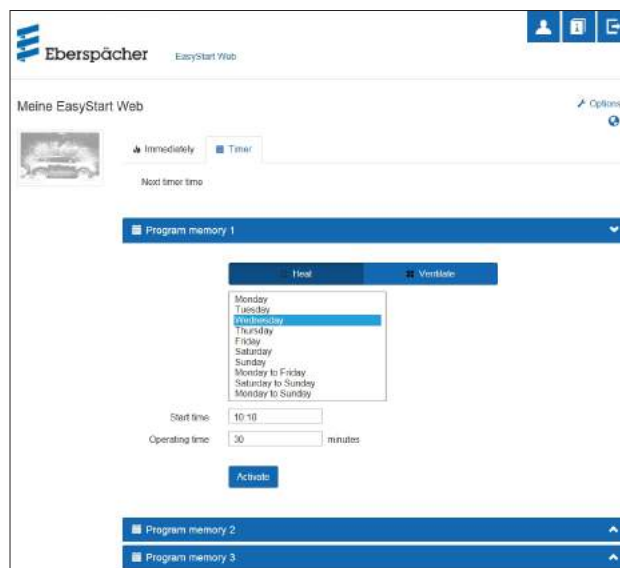 Eberspächer
EasyStart Web
Meine EasyStart Web
Options
Immediately
Timer
Next timer time
Program memory 1
Heat
Ventilate
Monday
Tuesday
Wednesday
Thursday
Friday
Saturday
Sunday
Monday to Friday
Saturday to Sunday
Monday to Sunday
Start time
Operating time
30
minutes
Activate
Program memory 2
Program memory 3